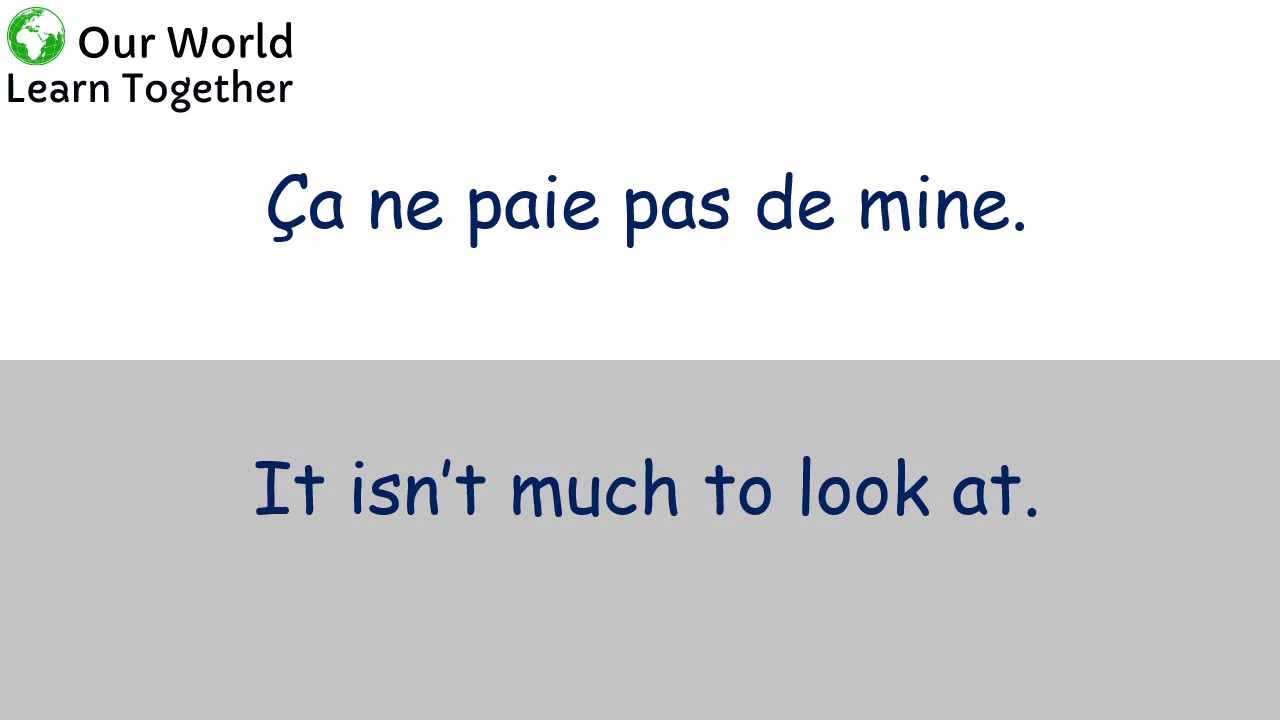 Our World
Learn Together
Ça ne paie pas de mine.
It isn’t much to look at.